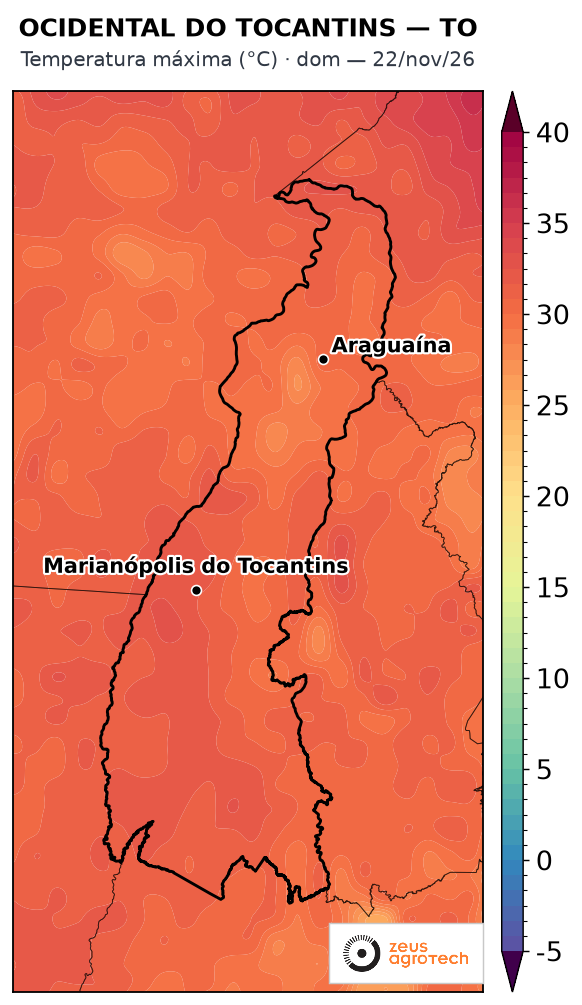 OCIDENTAL DO TOCANTINS — TO
Temperatura máxima (°C) · dom — 22/nov/26
Araguaína
Marianópolis do Tocantins
40
35
30
25
20
15
10
5
0
-5
zeus
agrotech